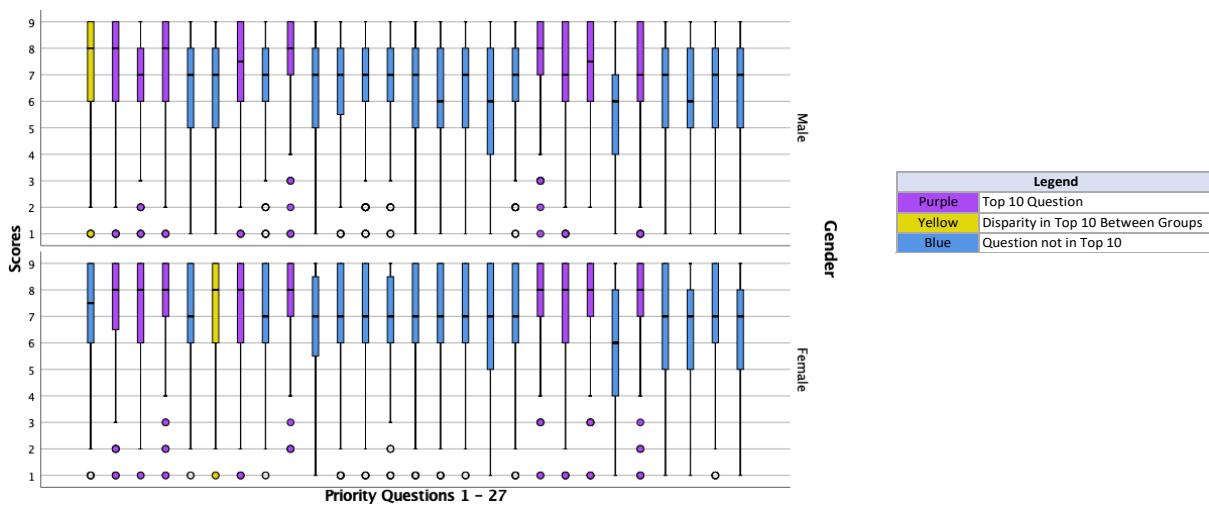 9
8
7
6
5
4
3
2
1
Male
Scores
Gender
9
8
7
6
5
4
3
2
1
Female
Priority Questions 1 – 27
Legend
Purple Top 10 Question
Yellow Disparity in Top 10 Between Groups
Blue Question not in Top 10